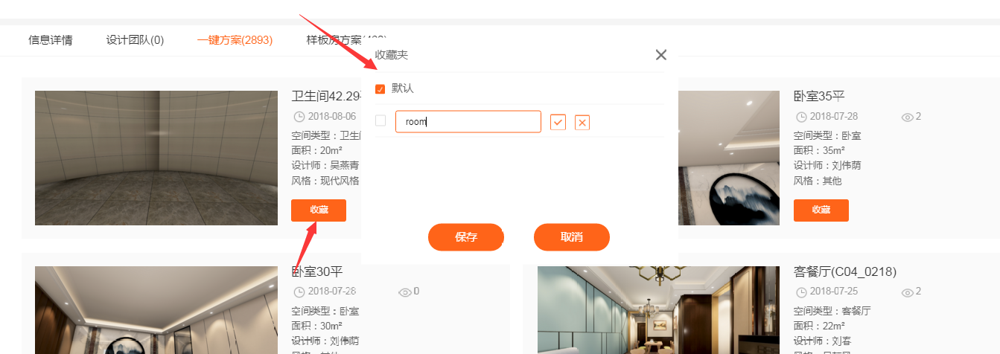 信息详情
设计团队(0)
一键方案(2893)
样板房方案
收藏夹
默认
room
保存
取消
卫生间42.29
2018-08-06
空间类型：卫生
面积：20m²
设计师：吴燕青
风格：现代风格
收藏
卧室35平
2018-07-28
2
空间类型：卧室
面积：35m²
设计师：刘伟荫
风格：其他
收藏
卧室30平
2018-07-28
0
空间类型：卧室
面积：30m²
设计师：刘伟荫
客餐厅(C04_0218)
2018-07-25
2
空间类型：客餐厅
面积：22m²
设计师：刘春